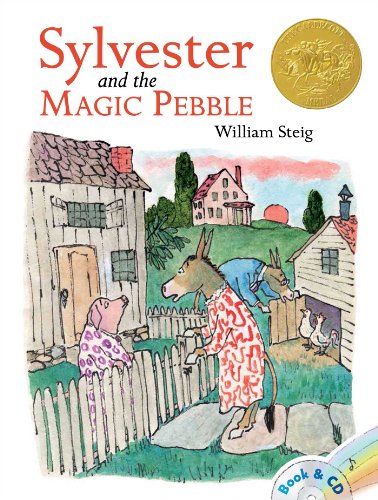 Sylvester
and the
MAGIC PEBBLE
William Steig
Book & CD